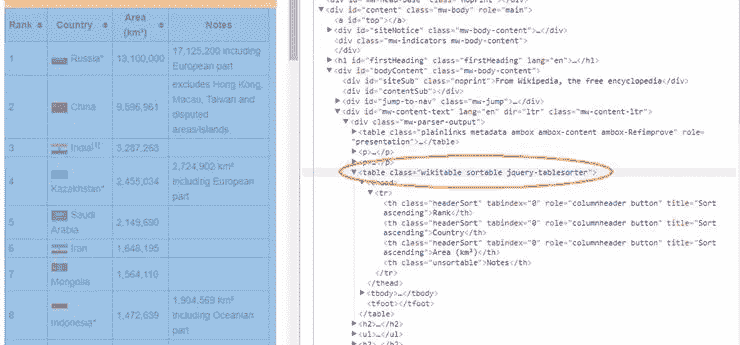 Rank Country Area (km²) Notes
1 Russia* 13,100,000 17,125,200 including European part
2 China 9,596,961 excludes Hong Kong, Macau, Taiwan and disputed areas/islands
3 India[1] 3,287,263
4 Kazakhstan* 2,455,034 2,724,902 km² including European part
5 Saudi Arabia 2,149,690
6 Iran 1,648,195
7 Mongolia 1,564,110
8 Indonesia* 1,472,639 1,904,569 km² including Oceanian part
<div id="content" class="mw-body" role="main">
<a id="top"></a>
<div id="siteNotice" class="mw-body-content">…</div>
<div class="mw-indicators mw-body-content">
</div>
<h1 id="firstHeading" class="firstHeading" lang="en">…</h1>
<div id="bodyContent" class="mw-body-content">
<div id="siteSub" class="noprint">From Wikipedia, the free encyclopedia</div>
<div id="contentSub"></div>
<div id="jump-to-nav" class="mw-jump">…</div>
<div id="mw-content-text" lang="en" dir="ltr" class="mw-content-ltr">
<div class="mw-parser-output">
<table class="plainlinks metadata ambox ambox-content ambox-Refimprove" role=
"presentation">…</table>
<p>…</p>
<p>…</p>
<table class="wikitable sortable jquery-tablesorter">
<thead>
<tr>
<th class="headerSort" tabindex="0" role="columnheader button" title="Sort
ascending">Rank</th>
<th class="headerSort" tabindex="0" role="columnheader button" title="Sort
ascending">Country</th>
<th class="headerSort" tabindex="0" role="columnheader button" title="Sort
ascending">Area (km²)</th>
<th class="unsortable">Notes</th>
</tr>
</thead>
<tbody>…</tbody>
<tfoot></tfoot>
</table>
<h2>…</h2>
<ul>…</ul>
<h2>…</h2>